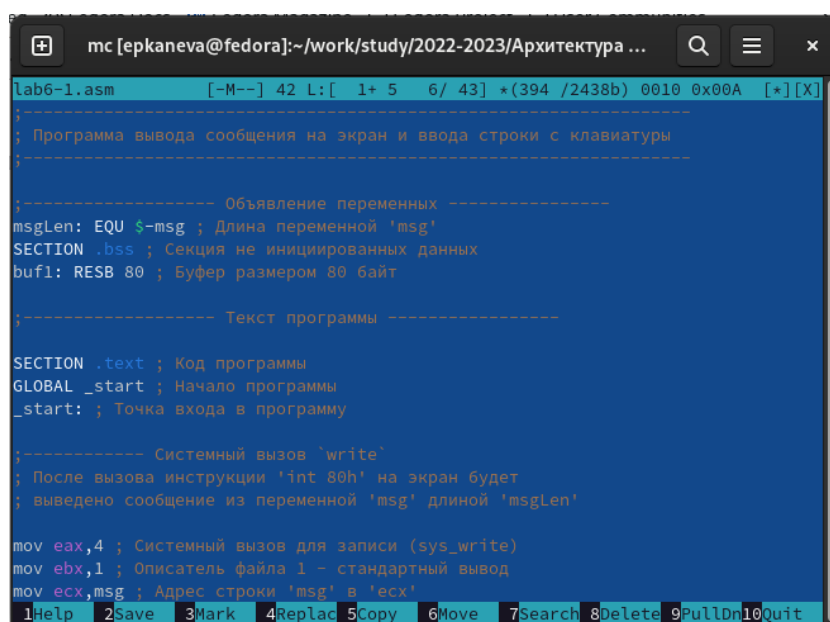 mc [epkaneva@fedora]:~/work/study/2022-2023/Архитектура ...
lab6-1.asm [-M--] 42 L:[ 1+ 5 6/ 43] *(394 /2438b) 0010 0x00A [*][X]
;------------------------------------------------------------------
; Программа вывода сообщения на экран и ввода строки с клавиатуры
;------------------------------------------------------------------
;------------------- Объявление переменных ----------------
msgLen: EQU $-msg ; Длина переменной 'msg'
SECTION .bss ; Секция не инициированных данных
buf1: RESB 80 ; Буфер размером 80 байт
;------------------- Текст программы -----------------
SECTION .text ; Код программы
GLOBAL _start ; Начало программы
_start: ; Точка входа в программу
;------------ Системный вызов `write`
; После вызова инструкции 'int 80h' на экран будет
; выведено сообщение из переменной 'msg' длиной 'msgLen'
mov eax,4 ; Системный вызов для записи (sys_write)
mov ebx,1 ; Описатель файла 1 - стандартный вывод
mov ecx,msg ; Адрес строки 'msg' в 'ecx'
1Help 2Save 3Mark 4Replac 5Copy 6Move 7Search 8Delete 9PullDn 10Quit